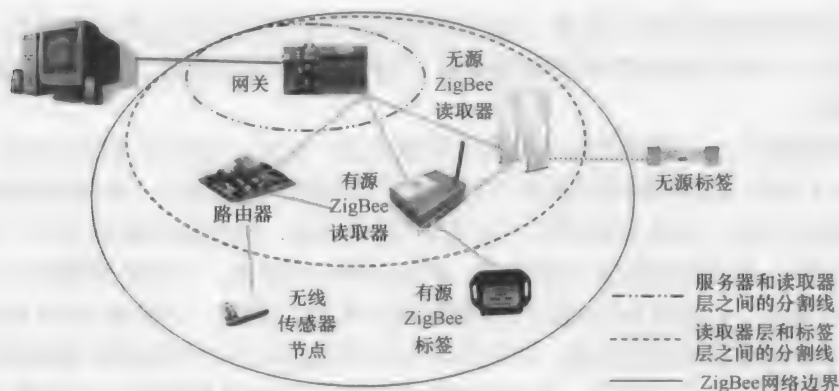 网关
无源
ZigBee
读取器
无源标签
路由器
有源
ZigBee
读取器
无线
传感器
节点
有源
ZigBee
标签
服务器和读取器
层之间的分割线
读取器层和标签
层之间的分割线
ZigBee网络边界